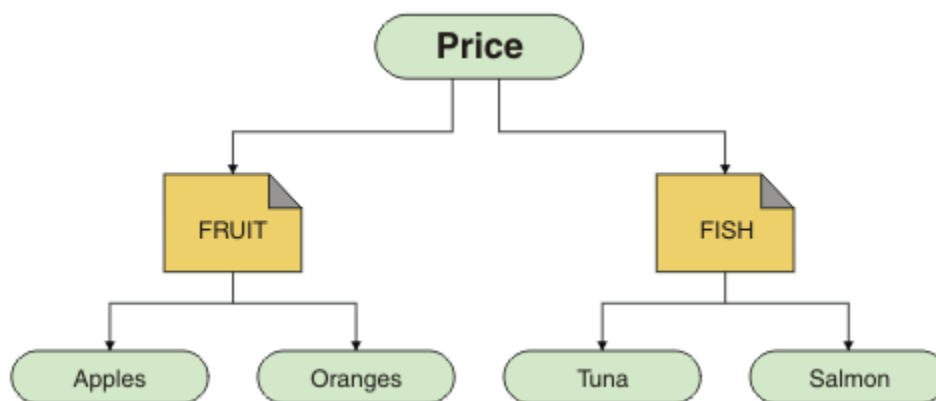 Price
FRUIT
FISH
Apples
Oranges
Tuna
Salmon